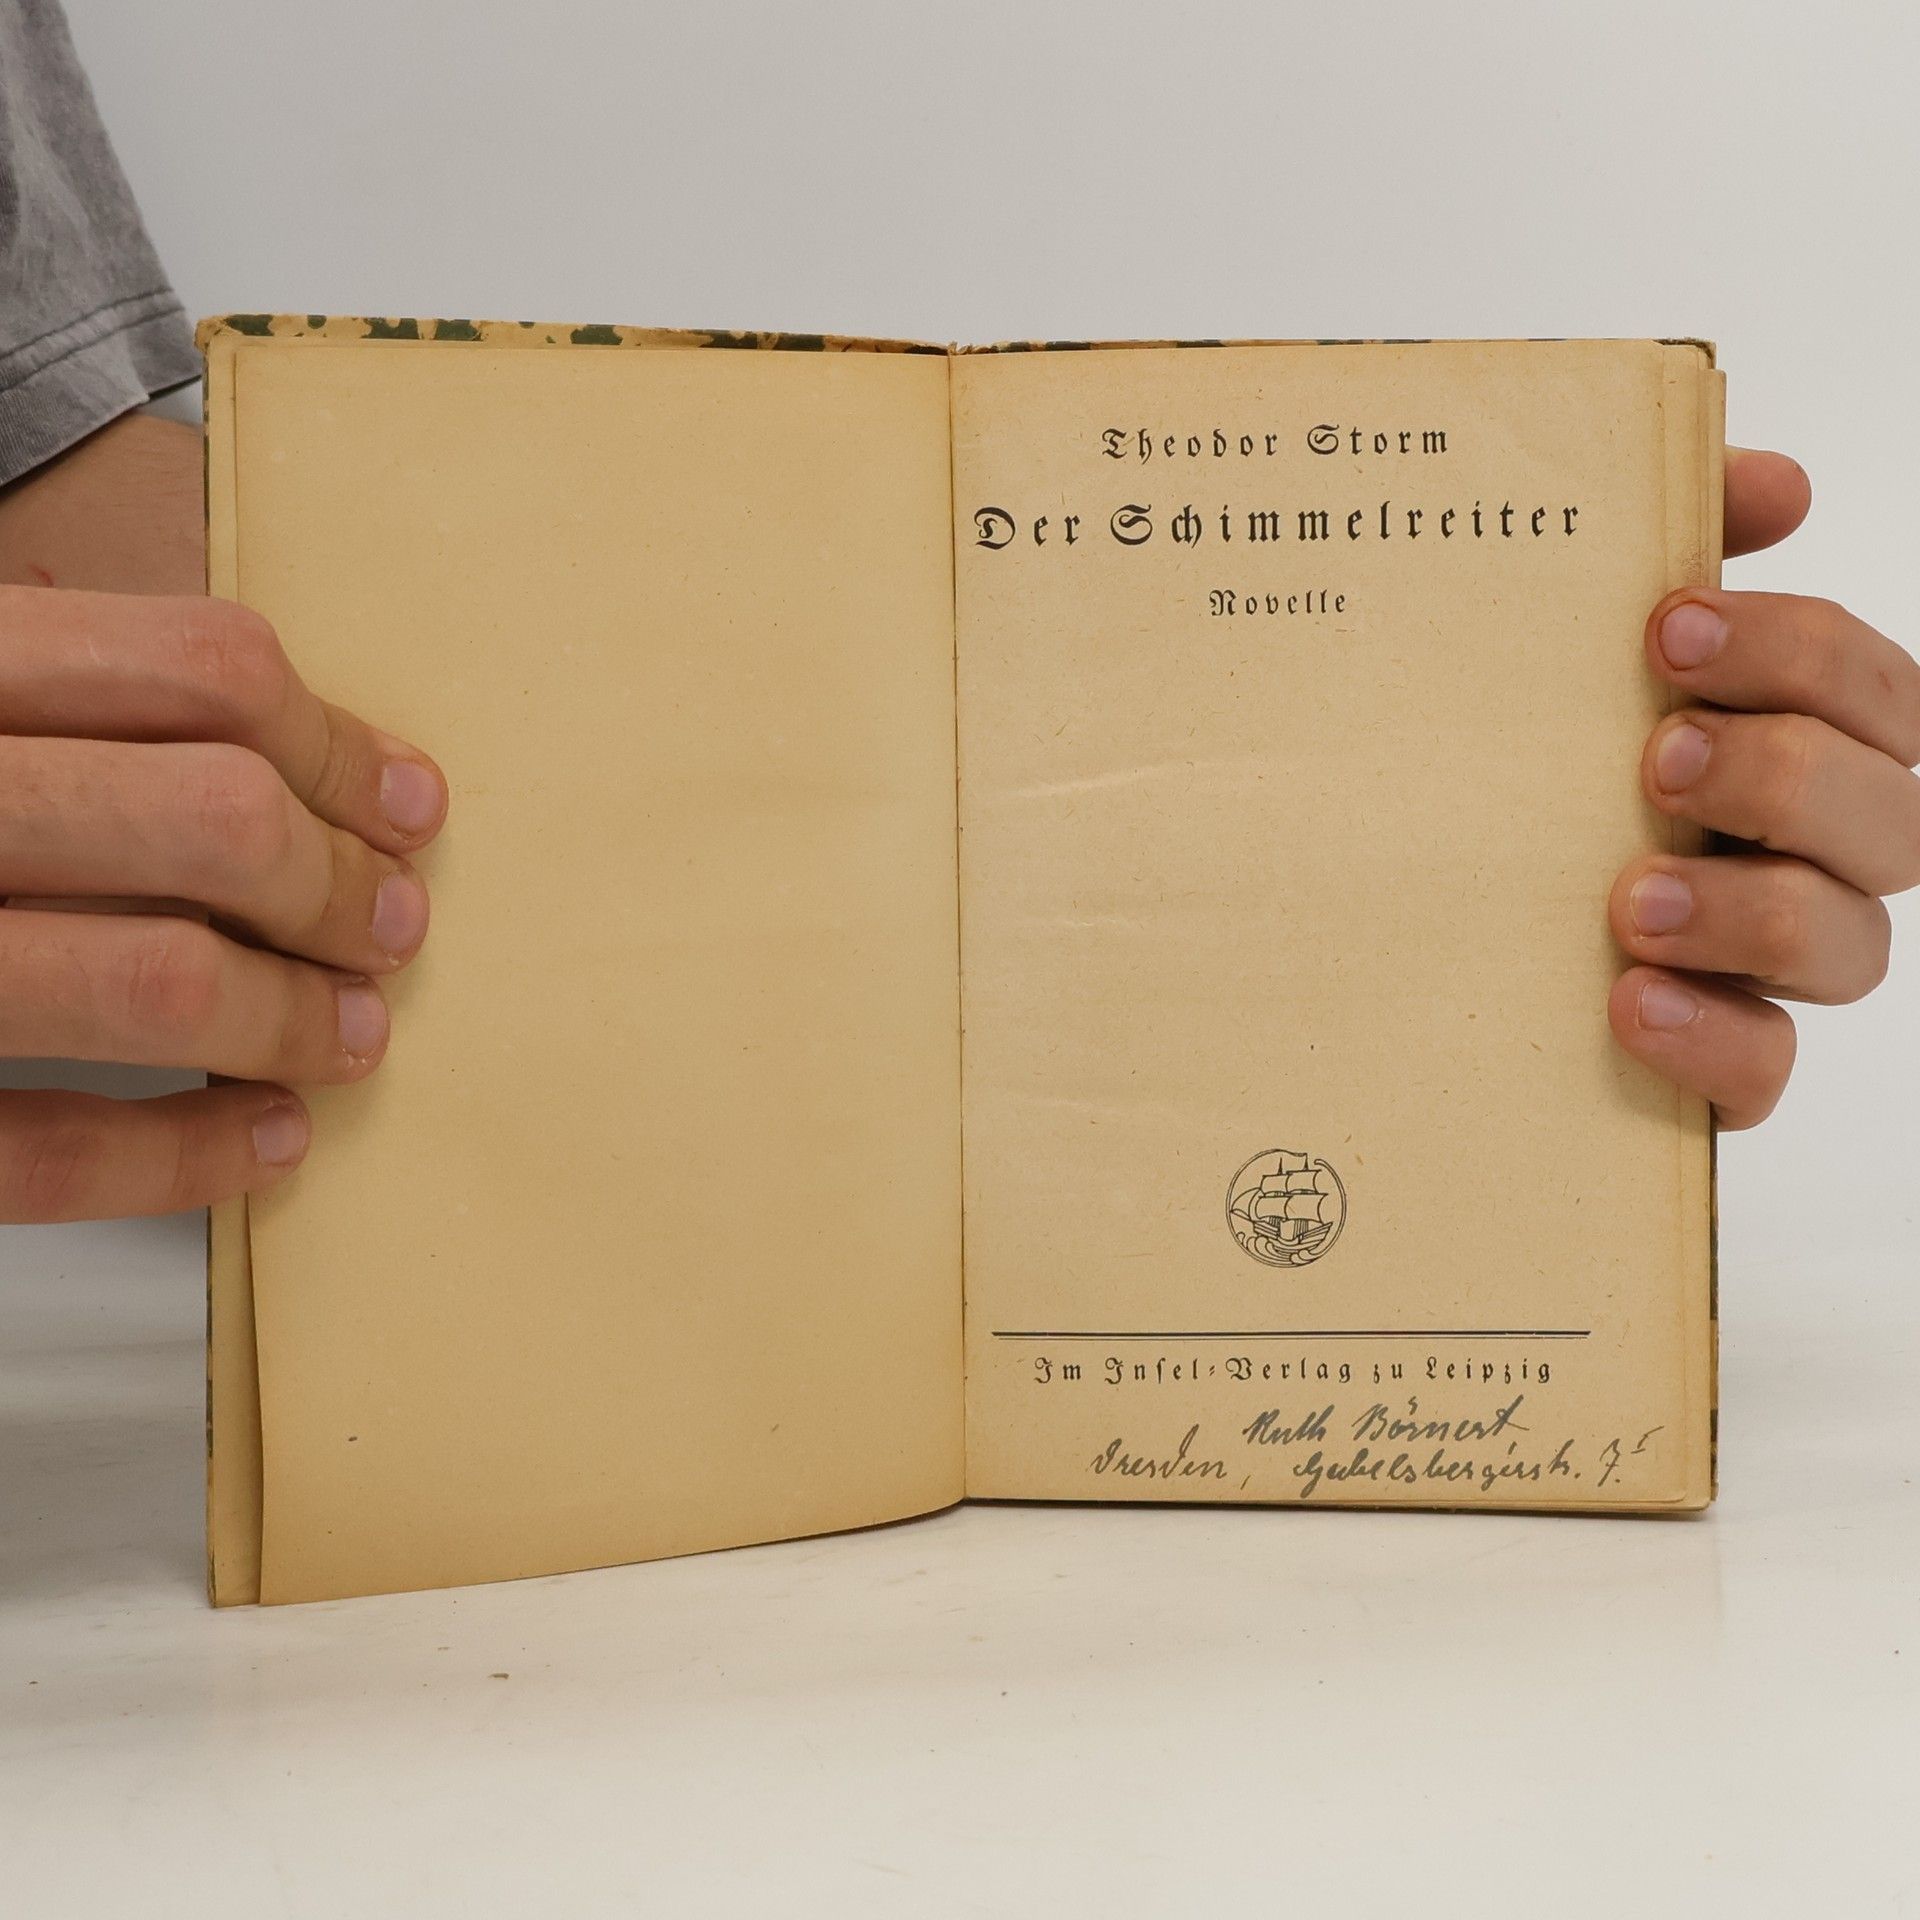 Theodor Storm
Der Schimmelreiter
Novelle
Im Insel-Verlag zu Leipzig
Ruth Börnert
Dresden, Gabelsbergerstr. 7.I